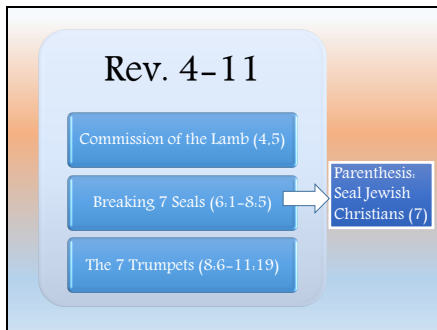 Rev. 4-11
Commission of the Lamb (4,5)
Breaking 7 Seals (6:1-8:5)
Parenthesis:
Seal Jewish
Christians (7)
The 7 Trumpets (8:6-11:19)